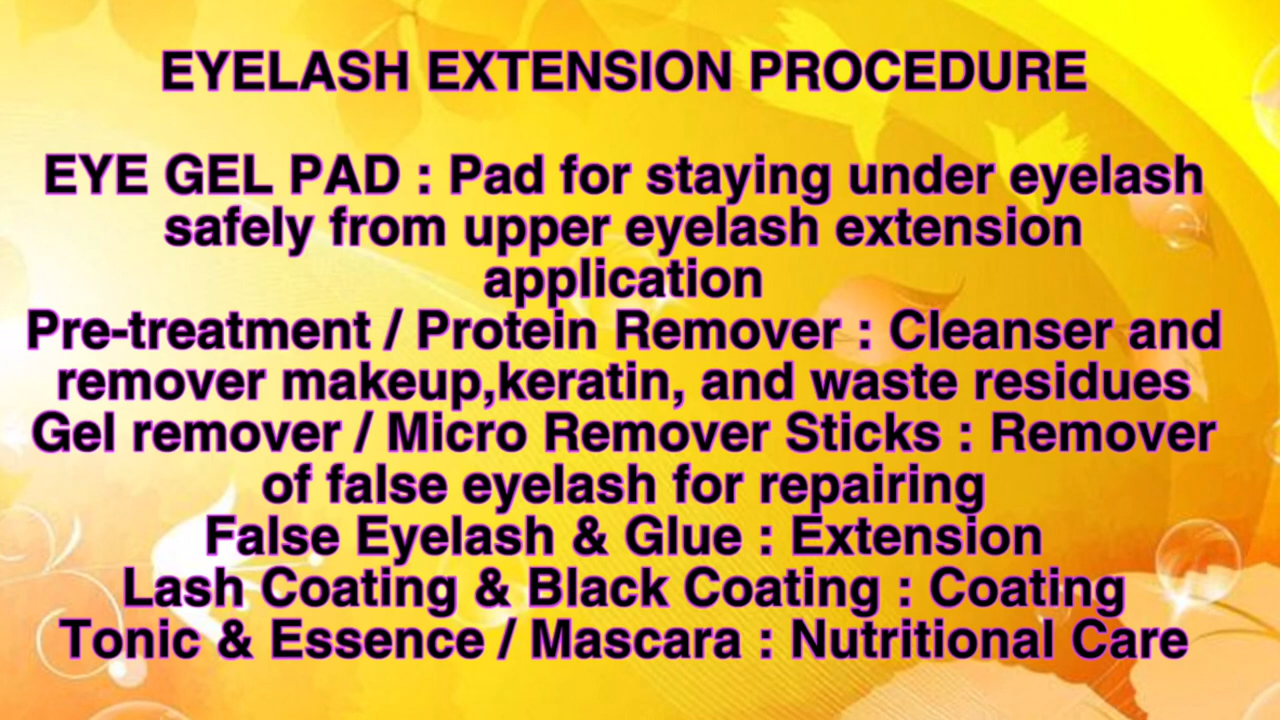 EYELASH EXTENSION PROCEDURE
EYE GEL PAD : Pad for staying under eyelash
safely from upper eyelash extension
application
Pre-treatment / Protein Remover : Cleanser and
remover makeup,keratin, and waste residues
Gel remover / Micro Remover Sticks : Remover
of false eyelash for repairing
False Eyelash & Glue : Extension
Lash Coating & Black Coating : Coating
Tonic & Essence / Mascara : Nutritional Care